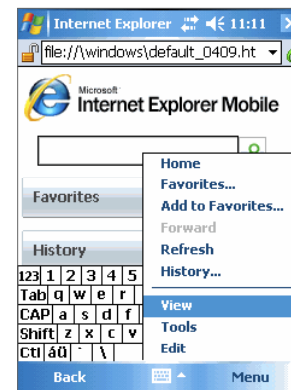 Internet Explorer 11:11
file://\windows\default_0409.ht
Microsoft
Internet Explorer Mobile
Home
Favorites...
Add to Favorites...
Forward
Refresh
History...
View
Tools
Edit
Favorites
History
123 1 2 3 4 5
Tab q w e r
CAP a s d f
Shift z x c v
Ctl áü ` \
Back Menu